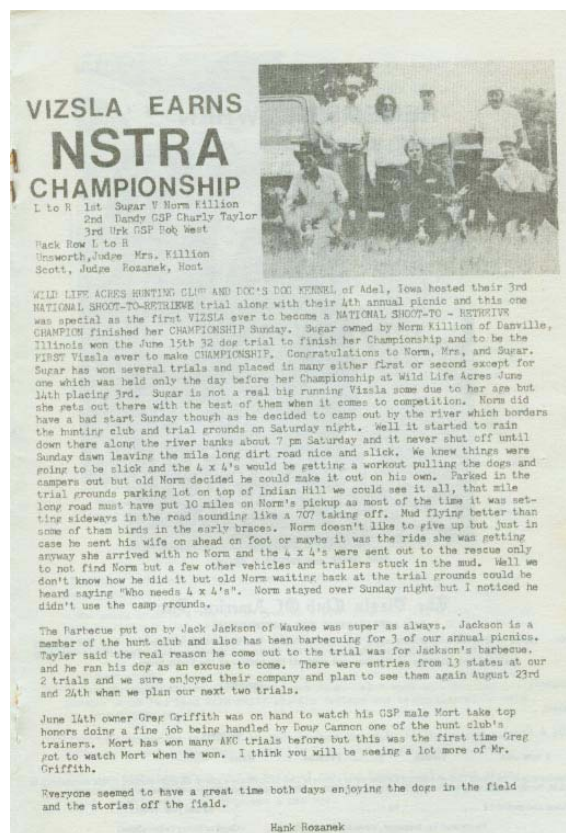 VIZSLA EARNS
NSTRA
CHAMPIONSHIP
L to R 1st Sugar V Norm Killion
2nd Dandy GSP Charly Taylor
3rd Urk GSP Bob West
Back Row L to R
Unsworth,Judge Mrs. Killion
Scott, Judge Rozanek, Host
WILD LIFE ACRES HUNTING CLUB AND DOC'S DOG KENNEL of Adel, Iowa hosted their 3rd
NATIONAL SHOOT-TO-RETRIEVE trial along with their 4th annual picnic and this one
was special as the first VIZSLA ever to become a NATIONAL SHOOT-TO - RETREIVE
CHAMPION finished her CHAMPIONSHIP Sunday. Sugar owned by Norm Killion of Danville,
Illinois won the June 15th 32 dog trial to finish her Championship and to be the
FIRST Vizsla ever to make CHAMPIONSHIP. Congratulations to Norm, Mrs, and Sugar.
Sugar has won several trials and placed in many either first or second except for
one which was held only the day before her Championship at Wild Life Acres June
14th placing 3rd. Sugar is not a real big running Vizsla some due to her age but
she gets out there with the best of them when it comes to competition. Norm did
have a bad start Sunday though as he decided to camp out by the river which borders
the hunting club and trial grounds on Saturday night. Well it started to rain
down there along the river banks about 7 pm Saturday and it never shut off until
Sunday dawn leaving the mile long dirt road nice and slick. We knew things were
going to be slick and the 4 x 4's would be getting a workout pulling the dogs and
campers out but old Norm decided he could make it out on his own. Parked in the
trial grounds parking lot on top of Indian Hill we could see it all, that mile
long road must have put 10 miles on Norm's pickup as most of the time it was set-
ting sideways in the road sounding like a 707 taking off. Mud flying better than
some of them birds in the early braces. Norm doesn't like to give up but just in
case he sent his wife on ahead on foot or maybe it was the ride she was getting
anyway she arrived with no Norm and the 4 x 4's were sent out to the rescue only
to not find Norm but a few other vehicles and trailers stuck in the mud. Well we
don't know how he did it but old Norm waiting back at the trial grounds could be
heard saying "Who needs 4 x 4's". Norm stayed over Sunday night but I noticed he
didn't use the camp grounds.
The Barbecue put on by Jack Jackson of Waukee was super as always. Jackson is a
member of the hunt club and also has been barbecuing for 3 of our annual picnics.
Tayler said the real reason he come out to the trial was for Jackson's barbecue.
and he ran his dog as an excuse to come. There were entries from 13 states at our
2 trials and we sure enjoyed their company and plan to see them again August 23rd
and 24th when we plan our next two trials.
June 14th owner Greg Griffith was on hand to watch his GSP male Mort take top
honors doing a fine job being handled by Doug Cannon one of the hunt club's
trainers. Mort has won many AKC trials before but this was the first time Greg
got to watch Mort when he won. I think you will be seeing a lot more of Mr.
Griffith.
Everyone seemed to have a great time both days enjoying the dogs in the field
and the stories off the field.
Hank Rozanek